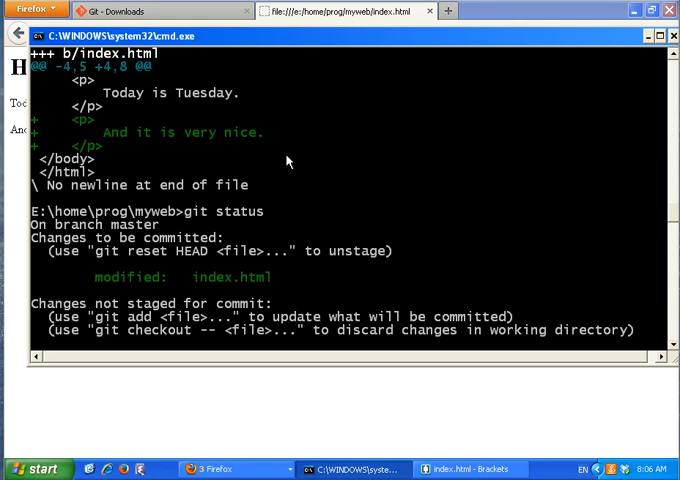 Firefox
Git - Downloads
file:///e:/home/prog/myweb/index.html
C:\WINDOWS\system32\cmd.exe
+++ b/index.html
@@ -4,5 +4,8 @@
<p>
Today is Tuesday.
</p>
+ <p>
+ And it is very nice.
+ </p>
</body>
</html>
\ No newline at end of file
E:\home\prog\myweb>git status
On branch master
Changes to be committed:
(use "git reset HEAD <file>..." to unstage)
modified: index.html
Changes not staged for commit:
(use "git add <file>..." to update what will be committed)
(use "git checkout -- <file>..." to discard changes in working directory)
H
Tod
And
start
3 Firefox
C:\WINDOWS\syste...
index.html - Brackets
EN
8:06 AM